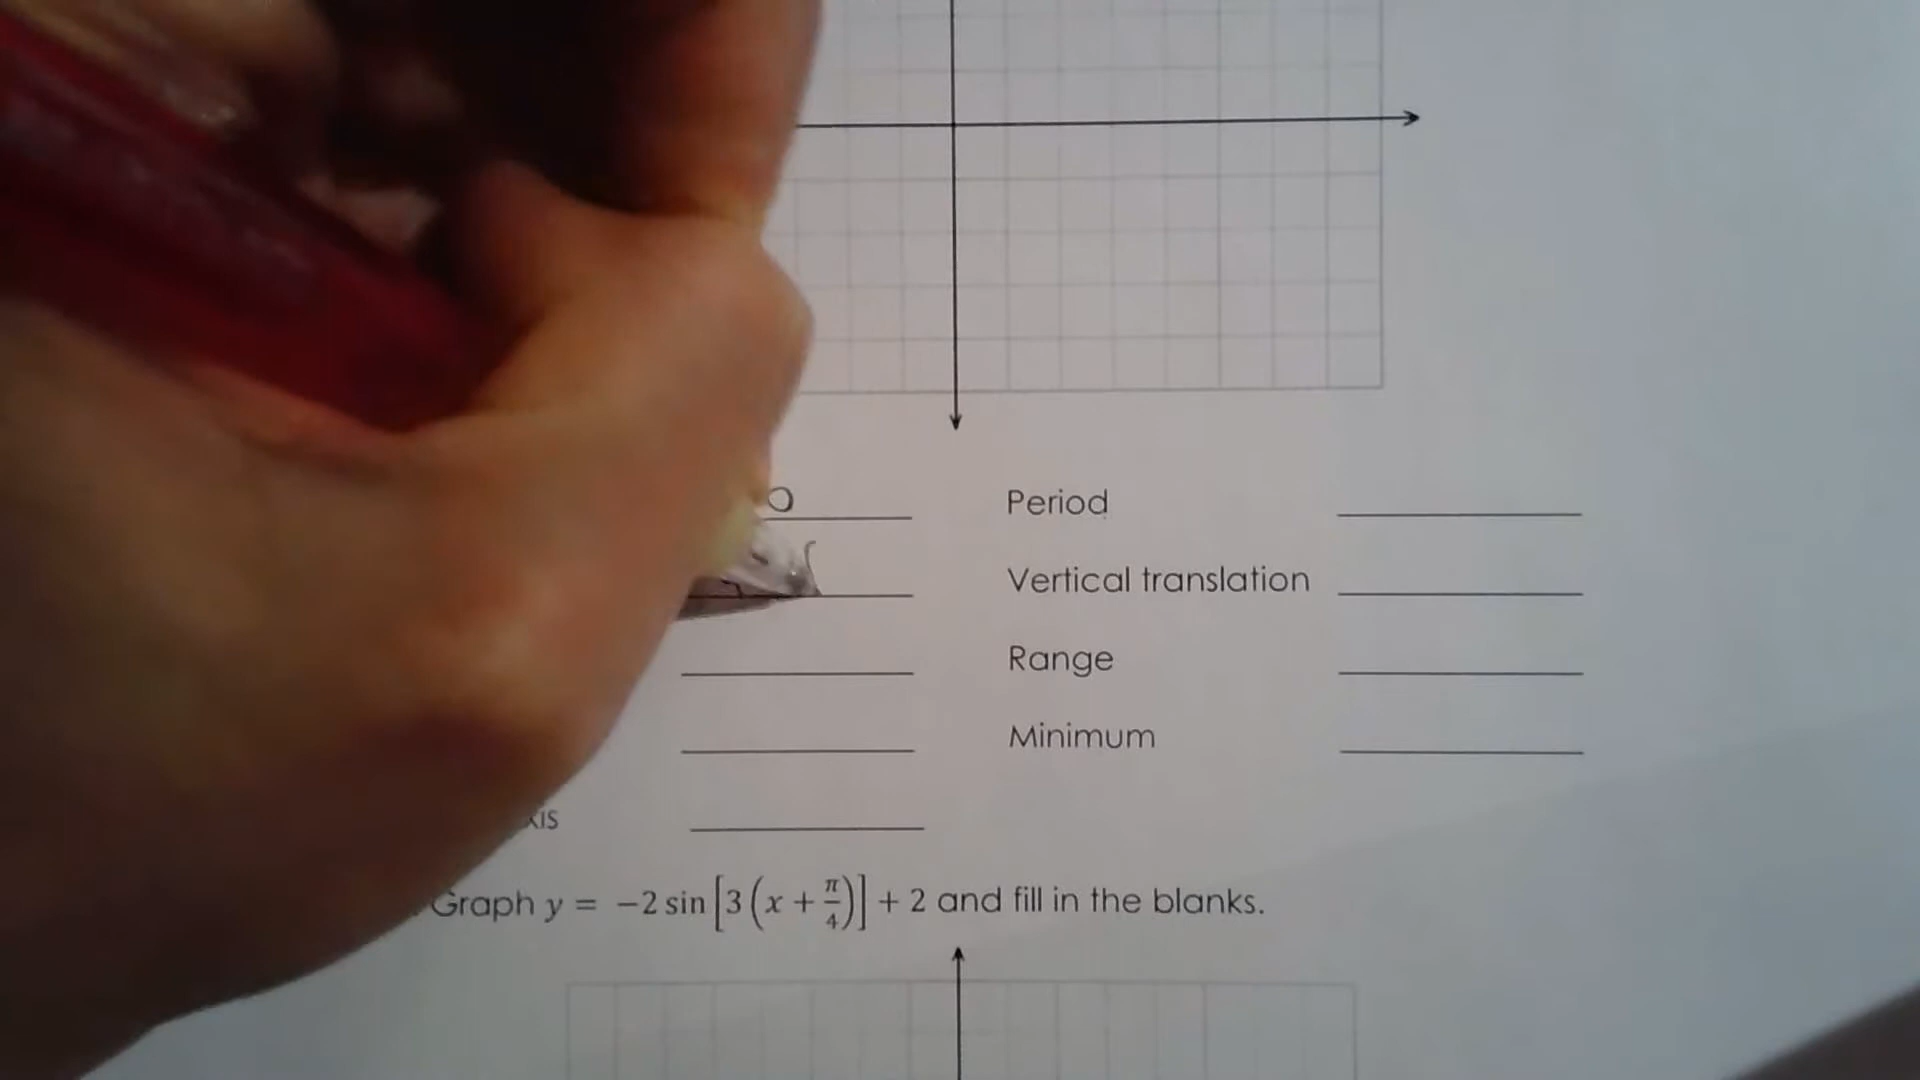 Period
Vertical translation
Range
Minimum
Graph y = −2 sin [3 (x + π/4)] + 2 and fill in the blanks.